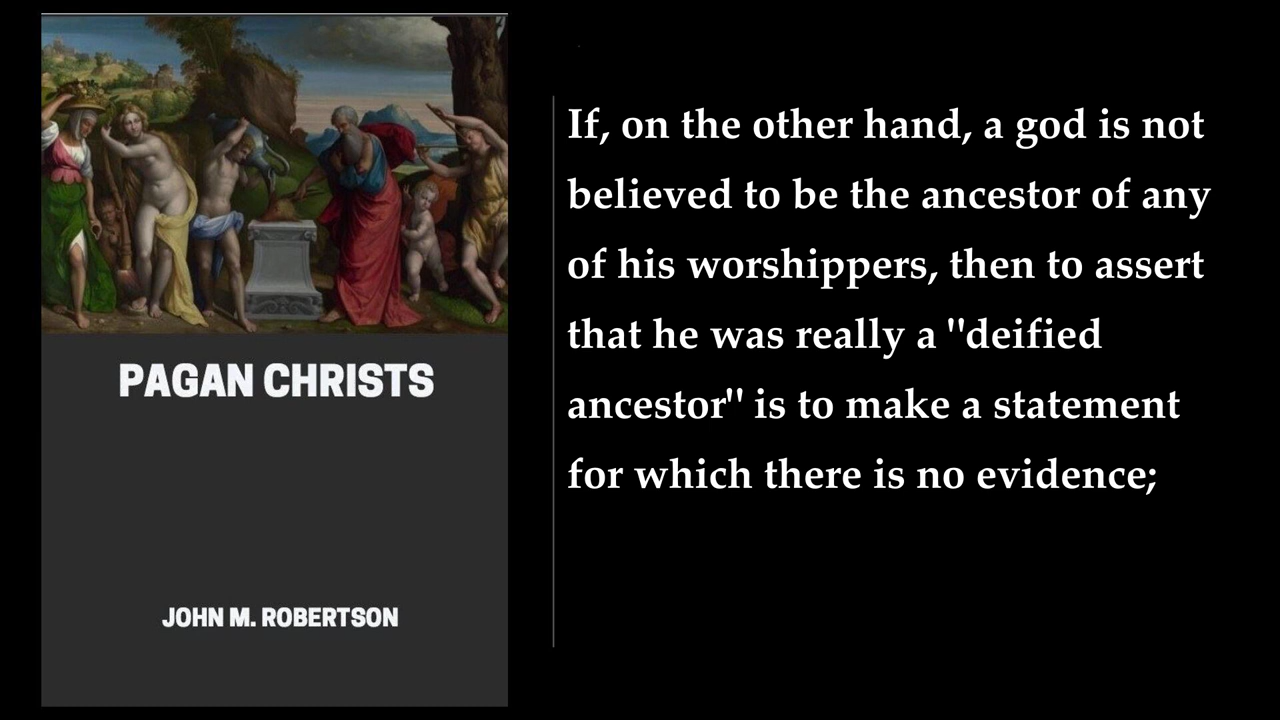 PAGAN CHRISTS
JOHN M. ROBERTSON
If, on the other hand, a god is not
believed to be the ancestor of any
of his worshippers, then to assert
that he was really a "deified
ancestor" is to make a statement
for which there is no evidence;